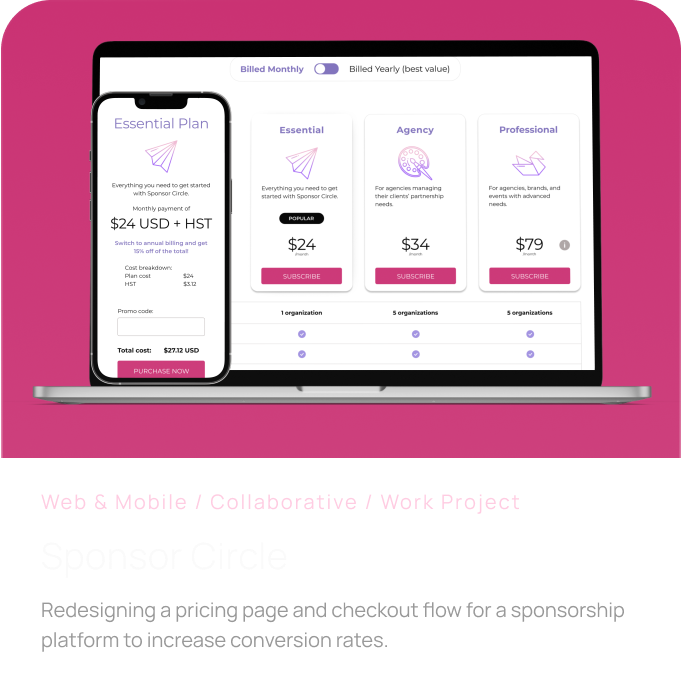 Billed Monthly Billed Yearly (best value)
Essential Plan
Everything you need to get started
with Sponsor Circle.
Monthly payment of
$24 USD + HST
Switch to annual billing and get
15% off of the total!
Cost breakdown:
Plan cost $24
HST $3.12
Promo code:
Total cost: $27.12 USD
PURCHASE NOW
Essential
Everything you need to get
started with Sponsor Circle.
POPULAR
$24
/month
SUBSCRIBE
Agency
For agencies managing
their clients' partnership
needs.
$34
/month
SUBSCRIBE
Professional
For agencies, brands, and
events with advanced
needs.
$79
/month
i
SUBSCRIBE
1 organization 5 organizations 5 organizations
Web & Mobile / Collaborative / Work Project
Sponsor Circle
Redesigning a pricing page and checkout flow for a sponsorship
platform to increase conversion rates.